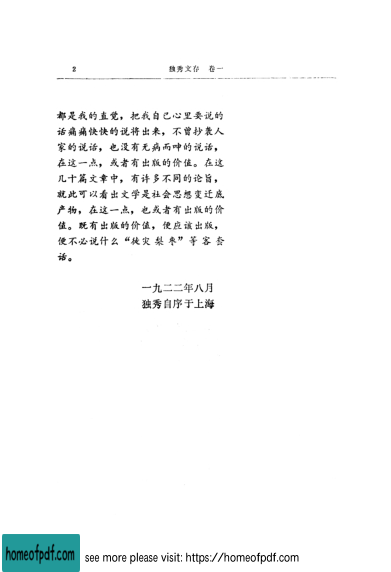 2 独秀文存 卷一
都是我的直觉，把我自己心里要说的
话痛痛快快的说将出来，不曾抄袭人
家的说话，也没有无病而呻的说话，
在这一点，或者有出版的价值。在这
几十篇文章中，有许多不同的论旨，
就此可以看出文学是社会思想变迁底
产物，在这一点，也或者有出版的价
值。既有出版的价值，便应该出版，
便不必说什么“徒灾梨枣”等客套
话。
一九二二年八月
独秀自序于上海
homeofpdf.com
see more please visit: https://homeofpdf.com